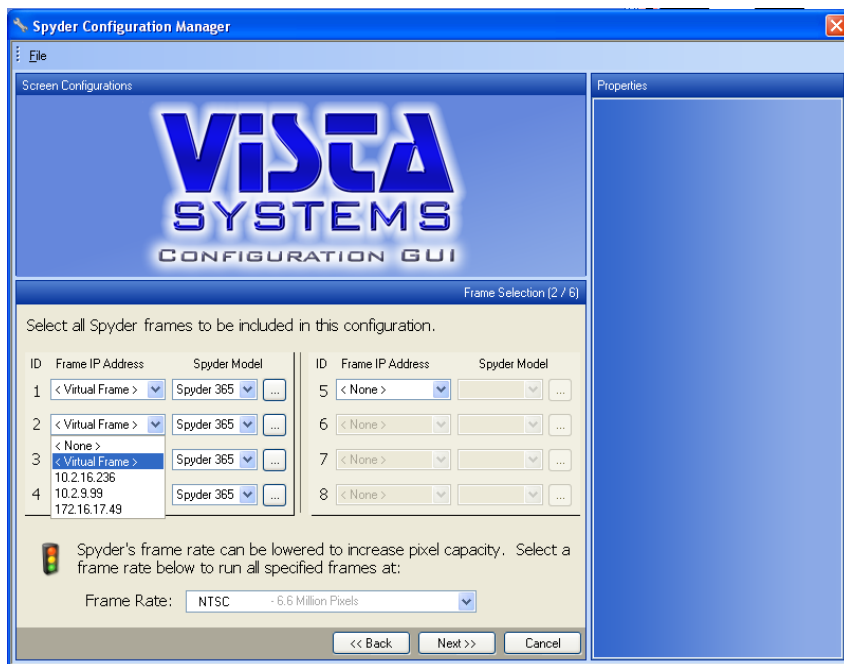 Spyder Configuration Manager
File
Screen Configurations
Properties
ViSTA
SYSTEMS
CONFIGURATION GUI
Frame Selection (2 / 6)
Select all Spyder frames to be included in this configuration.
ID Frame IP Address Spyder Model ID Frame IP Address Spyder Model
1 < Virtual Frame > Spyder 365 ... 5 < None > ...
2 < Virtual Frame > Spyder 365 ... 6 < None > ...
< None >
3 < Virtual Frame > Spyder 365 ... 7 < None > ...
10.2.16.236
4 10.2.9.99 Spyder 365 ... 8 < None > ...
172.16.17.49
Spyder's frame rate can be lowered to increase pixel capacity. Select a
frame rate below to run all specified frames at:
Frame Rate: NTSC - 6.6 Million Pixels
<< Back Next >> Cancel